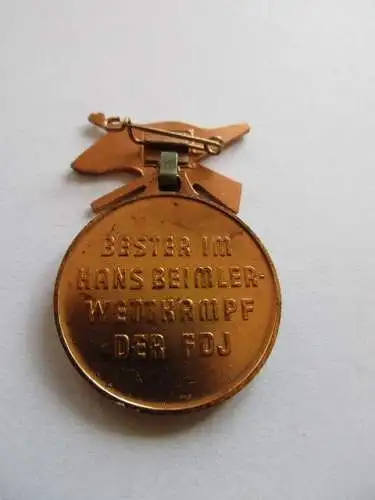 BESTER IM
HANS BEIMLER-
WETTKAMPF
DER FDJ